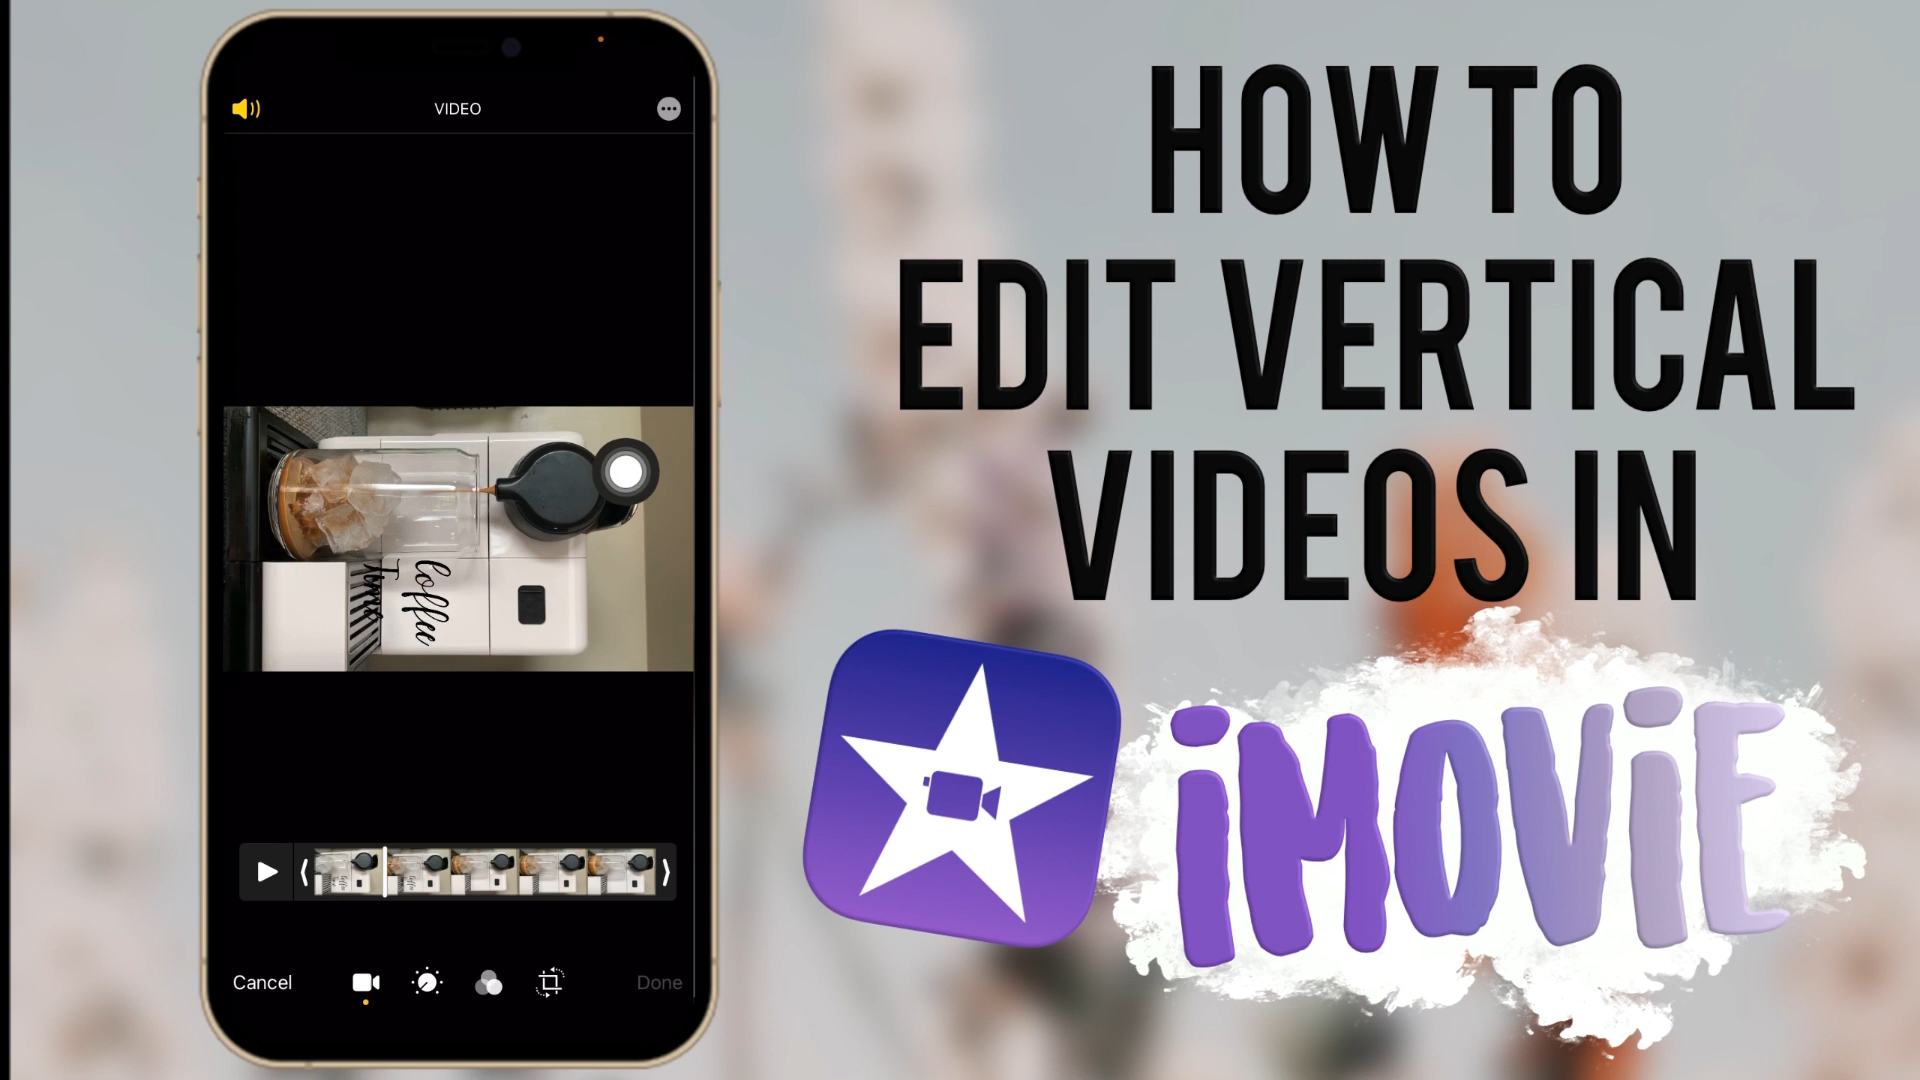 VIDEO
Coffee
Time
Cancel
Done
HOW TO
EDIT VERTICAL
VIDEOS IN
iMOViE